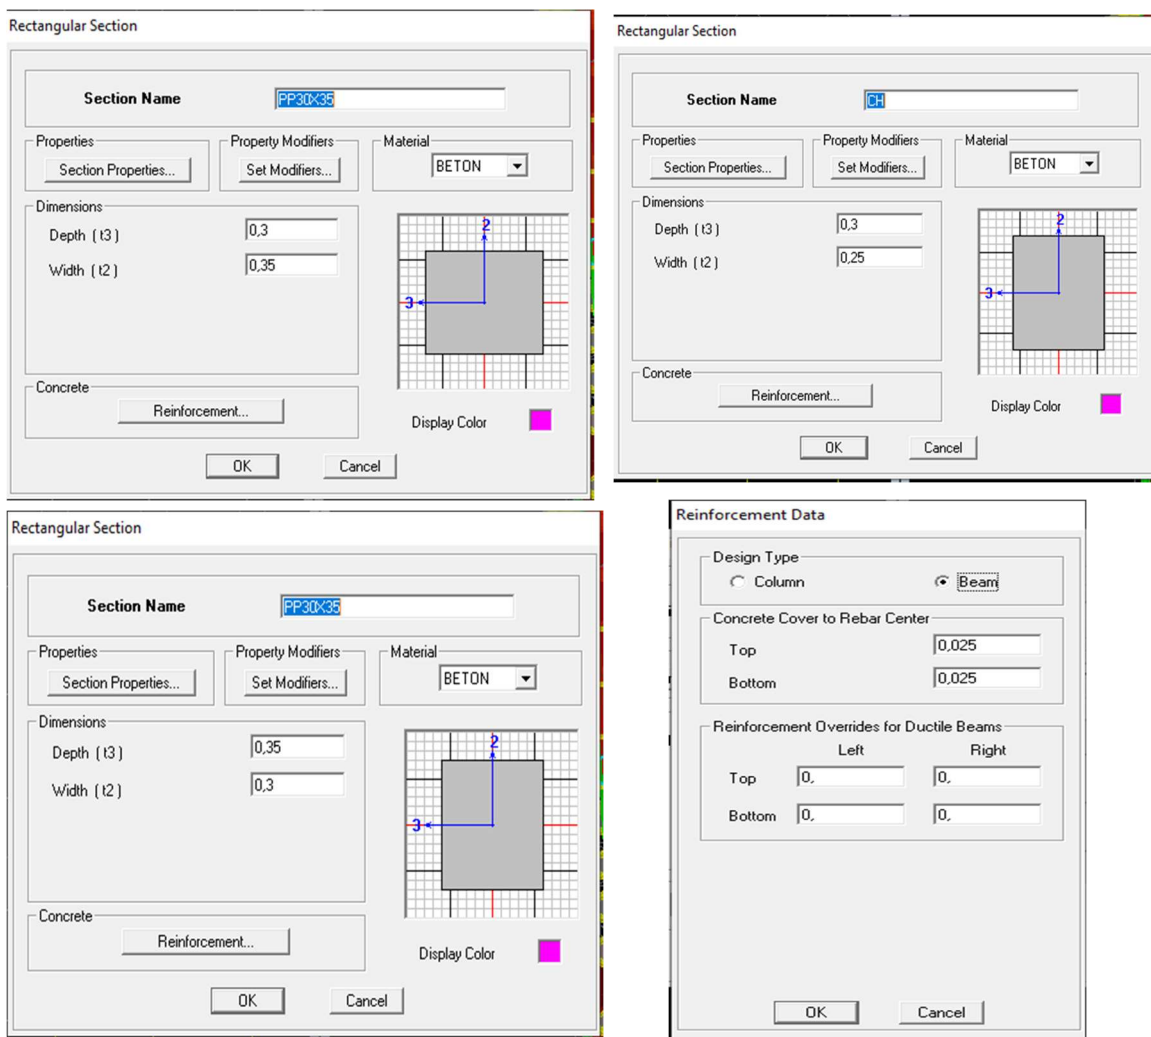 Rectangular Section
Section Name PP30X35
Properties Property Modifiers Material
Section Properties... Set Modifiers... BETON
Dimensions
Depth ( t3 ) 0,3
Width ( t2 ) 0,35
2
3
Concrete
Reinforcement...
Display Color
OK Cancel
Rectangular Section
Section Name CH
Properties Property Modifiers Material
Section Properties... Set Modifiers... BETON
Dimensions
Depth ( t3 ) 0,3
Width ( t2 ) 0,25
2
3
Concrete
Reinforcement...
Display Color
OK Cancel
Rectangular Section
Section Name PP30X35
Properties Property Modifiers Material
Section Properties... Set Modifiers... BETON
Dimensions
Depth ( t3 ) 0,35
Width ( t2 ) 0,3
2
3
Concrete
Reinforcement...
Display Color
OK Cancel
Reinforcement Data
Design Type
Column Beam
Concrete Cover to Rebar Center
Top 0,025
Bottom 0,025
Reinforcement Overrides for Ductile Beams
Left Right
Top 0, 0,
Bottom 0, 0,
OK Cancel